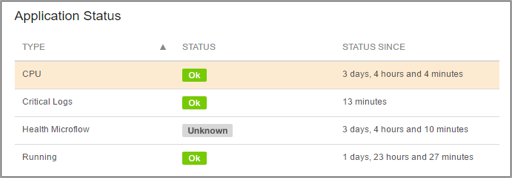 Application Status
TYPE ▲ STATUS STATUS SINCE
CPU Ok 3 days, 4 hours and 4 minutes
Critical Logs Ok 13 minutes
Health Microflow Unknown 3 days, 4 hours and 10 minutes
Running Ok 1 days, 23 hours and 27 minutes